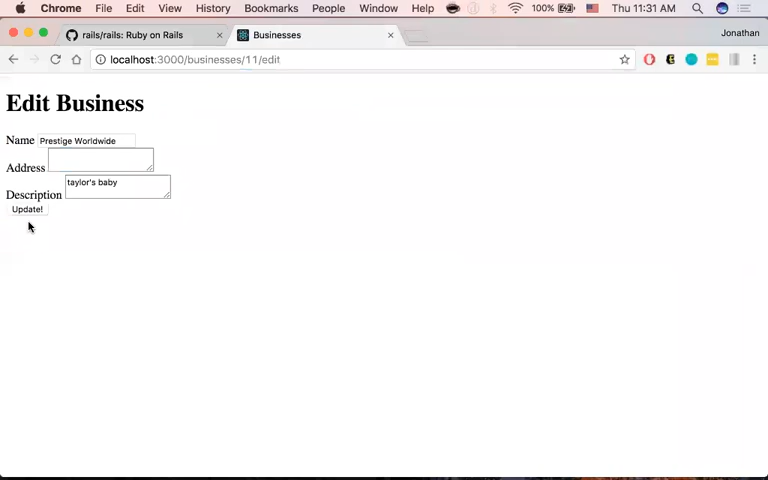 Chrome File Edit View History Bookmarks People Window Help 100% Thu 11:31 AM
rails/rails: Ruby on Rails Businesses Jonathan
localhost:3000/businesses/11/edit
Edit Business
Name Prestige Worldwide
Address
Description taylor's baby
Update!